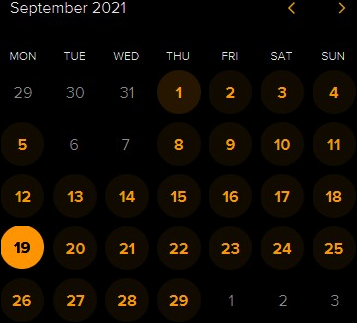 September 2021
MON TUE WED THU FRI SAT SUN
29 30 31 1 2 3 4
5 6 7 8 9 10 11
12 13 14 15 16 17 18
19 20 21 22 23 24 25
26 27 28 29 1 2 3